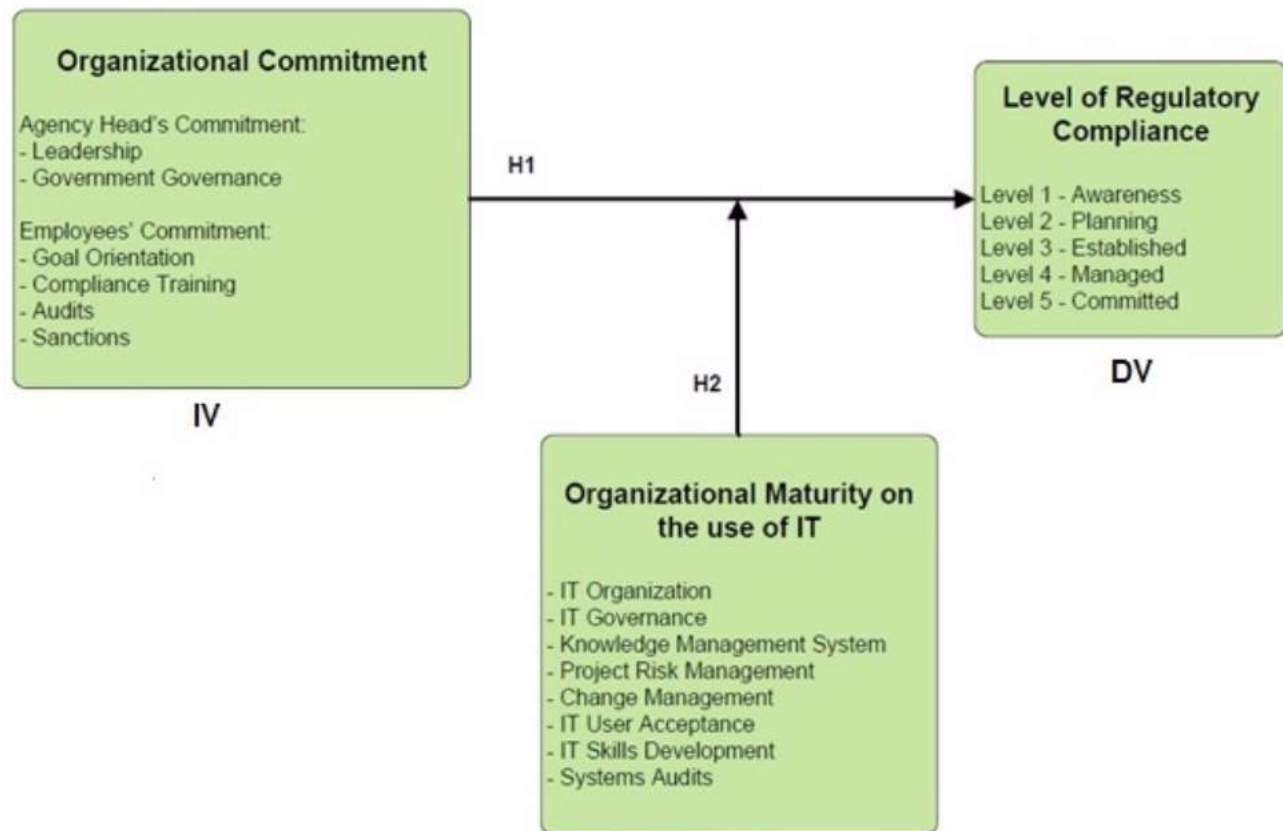 Organizational Commitment
Agency Head's Commitment:
- Leadership
- Government Governance
Employees' Commitment:
- Goal Orientation
- Compliance Training
- Audits
- Sanctions
IV
H1
Level of Regulatory
Compliance
Level 1 - Awareness
Level 2 - Planning
Level 3 - Established
Level 4 - Managed
Level 5 - Committed
DV
H2
Organizational Maturity on
the use of IT
- IT Organization
- IT Governance
- Knowledge Management System
- Project Risk Management
- Change Management
- IT User Acceptance
- IT Skills Development
- Systems Audits